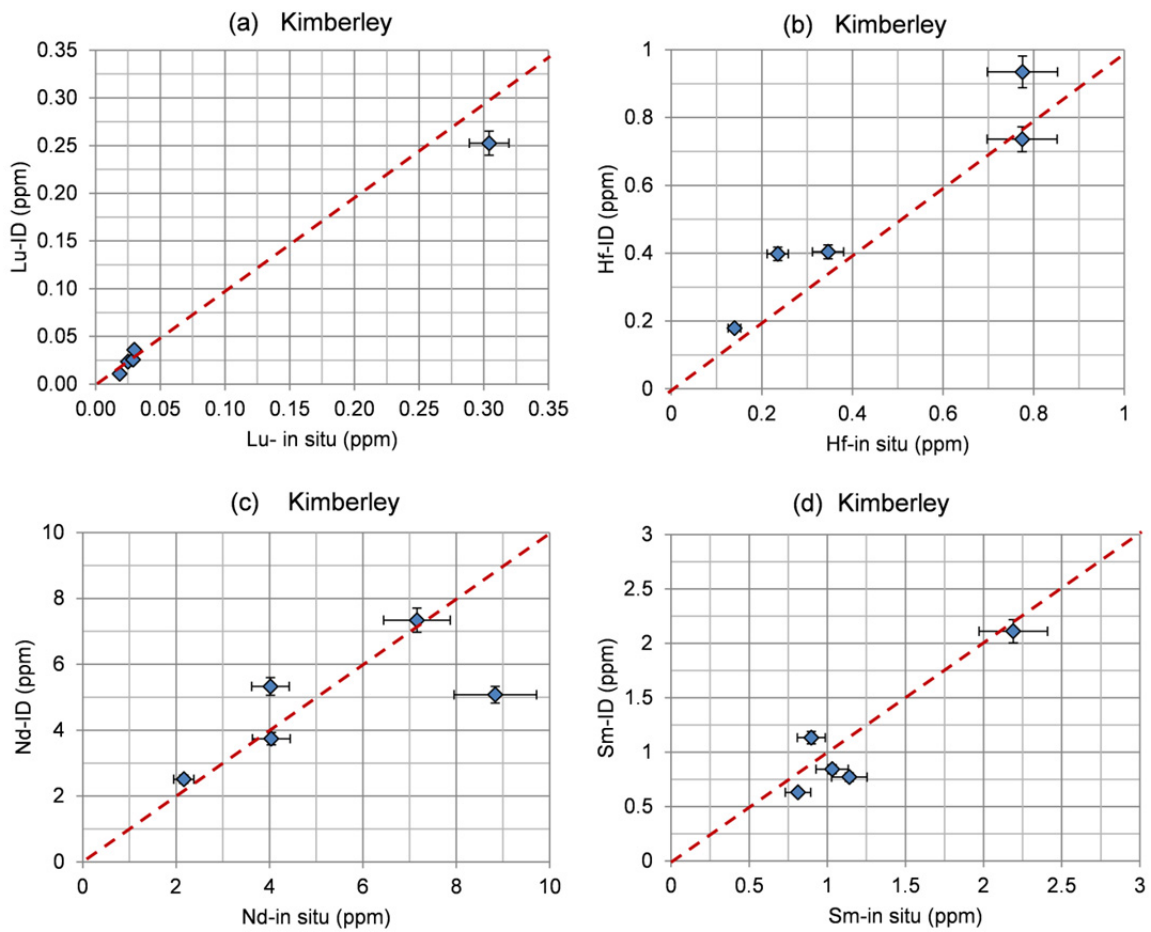 (a) Kimberley
0.35
0.30
0.25
0.20
0.15
0.10
0.05
0.00
Lu-ID (ppm)
0.00 0.05 0.10 0.15 0.20 0.25 0.30 0.35
Lu- in situ (ppm)
(b) Kimberley
1
0.8
0.6
0.4
0.2
0
Hf-ID (ppm)
0 0.2 0.4 0.6 0.8 1
Hf-in situ (ppm)
(c) Kimberley
10
8
6
4
2
0
Nd-ID (ppm)
0 2 4 6 8 10
Nd-in situ (ppm)
(d) Kimberley
3
2.5
2
1.5
1
0.5
0
Sm-ID (ppm)
0 0.5 1 1.5 2 2.5 3
Sm-in situ (ppm)